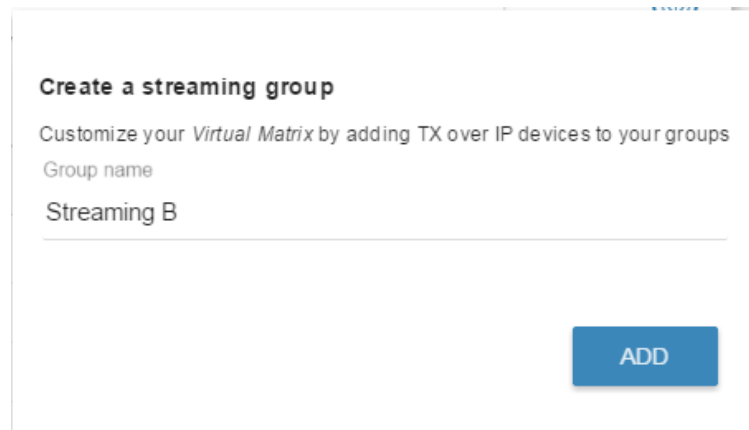 Create a streaming group
Customize your Virtual Matrix by adding TX over IP devices to your groups
Group name
Streaming B
ADD